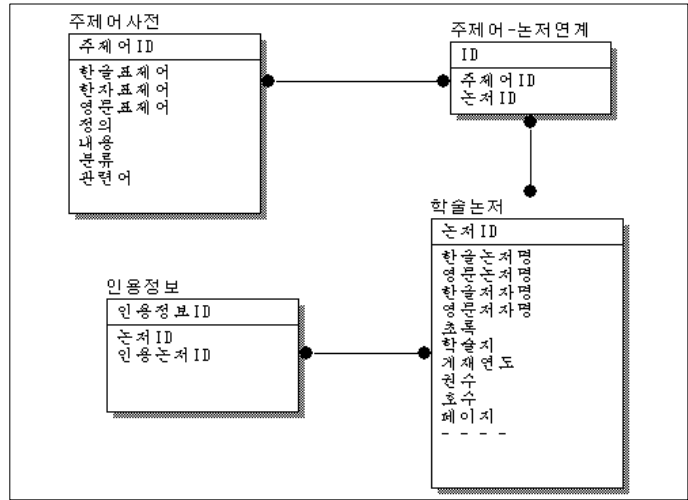 주제어사전
주제어ID
한글표제어
한자표제어
영문표제어
정의
내용
분류
관련어
주제어-논저연계
ID
주제어ID
논저ID
학술논저
논저ID
한글논저명
영문논저명
한글저자명
영문저자명
초록
학술지
게재연도
권수
호수
페이지
- - - -
인용정보
인용정보ID
논저ID
인용논저ID